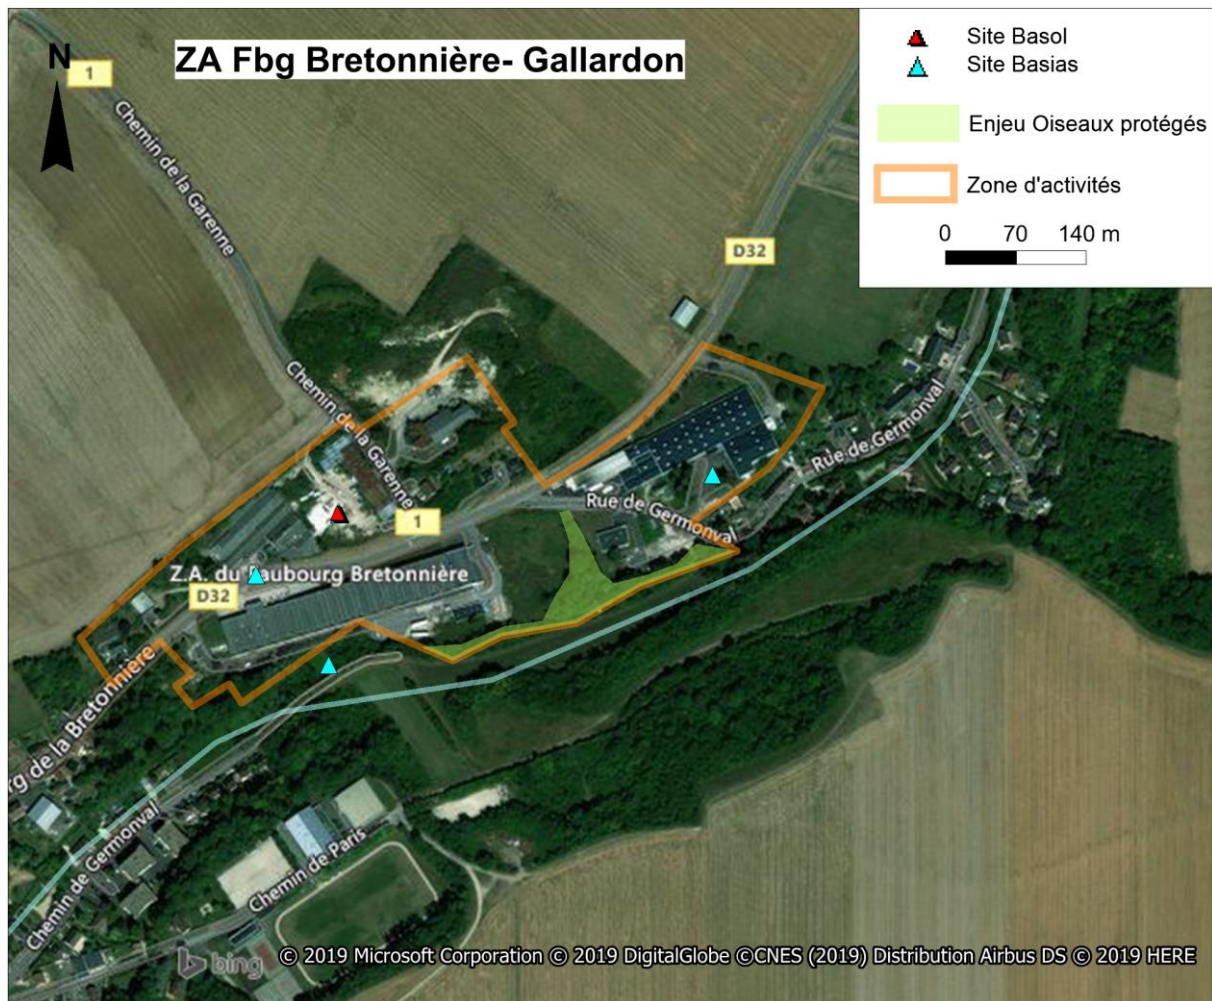 ZA Fbg Bretonnière- Gallardon
N
1
Site Basol
Site Basias
Enjeu Oiseaux protégés
Zone d'activités
0 70 140 m
Chemin de la Garenne
D32
Chemin de la Garenne
1
Rue de Germonval
Rue de Germonval
Z.A. du Faubourg Bretonnière
D32
rg de la Bretonnière
Chemin de Germonval
Chemin de Paris
bing
© 2019 Microsoft Corporation © 2019 DigitalGlobe ©CNES (2019) Distribution Airbus DS © 2019 HERE